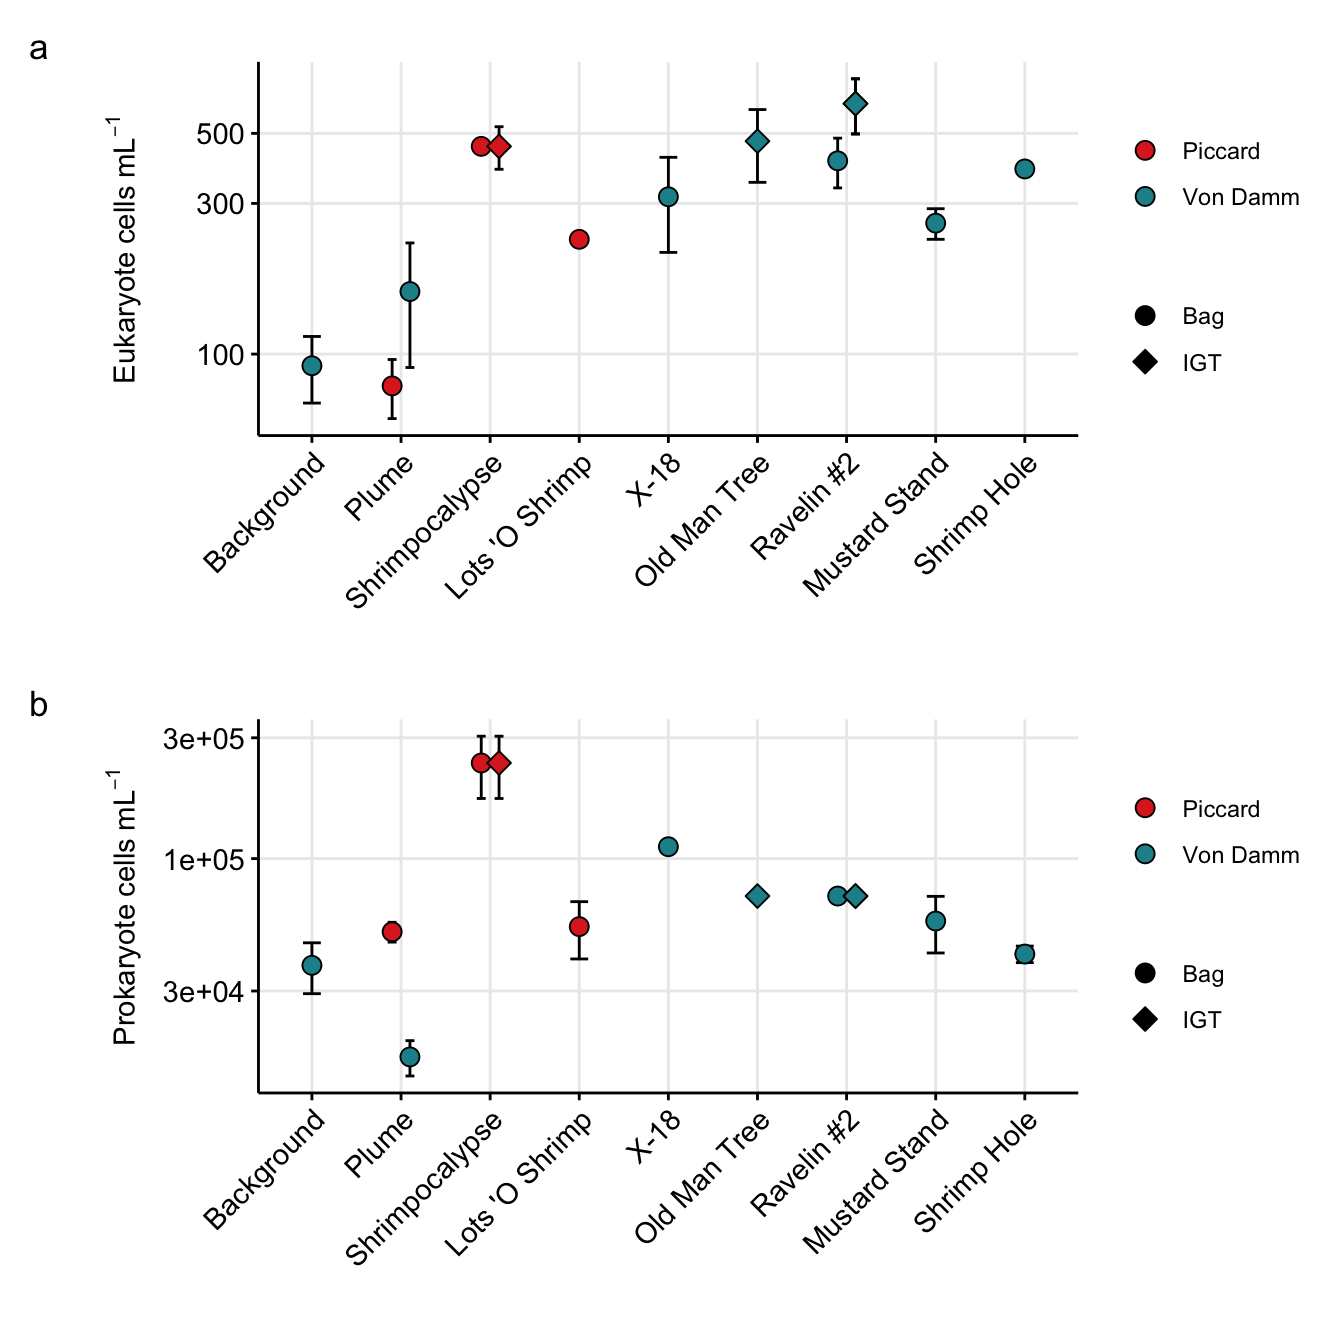 a
Eukaryote cells mL⁻¹
500
300
100
Background
Plume
Shrimpocalypse
Lots 'O Shrimp
X-18
Old Man Tree
Ravelin #2
Mustard Stand
Shrimp Hole
Piccard
Von Damm
Bag
IGT
b
Prokaryote cells mL⁻¹
3e+05
1e+05
3e+04
Background
Plume
Shrimpocalypse
Lots 'O Shrimp
X-18
Old Man Tree
Ravelin #2
Mustard Stand
Shrimp Hole
Piccard
Von Damm
Bag
IGT